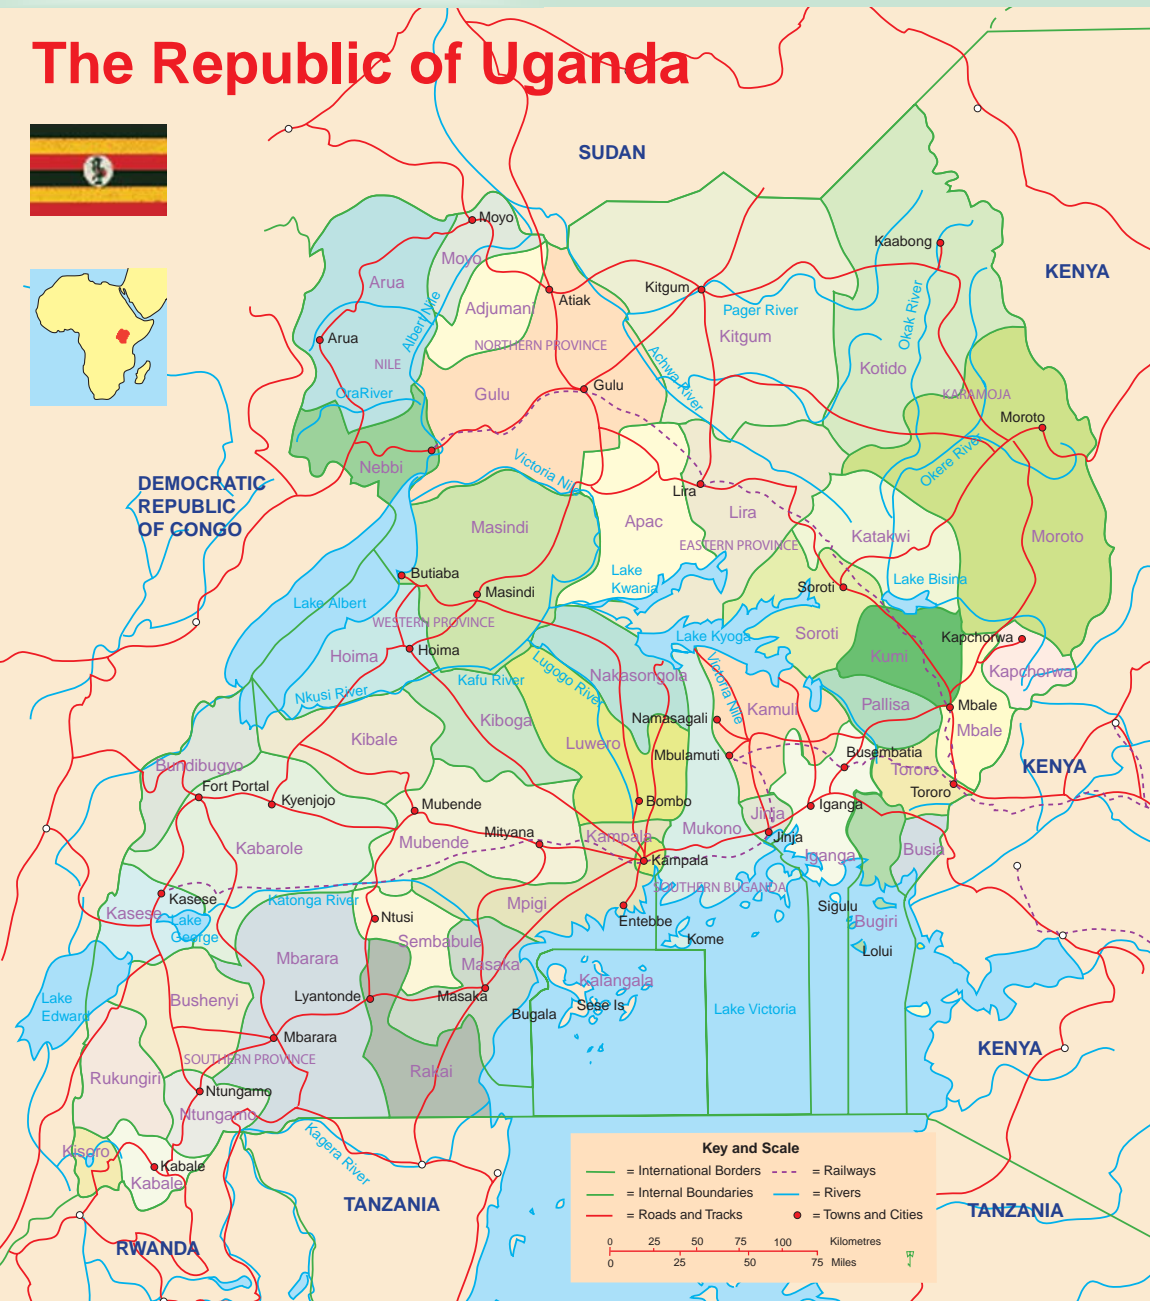 The Republic of Uganda
SUDAN
Moyo
Kaabong
Moyo
KENYA
Arua
Kitgum
Adjumani
Atiak
Albert Nile
Pager River
Okak River
Arua
NORTHERN PROVINCE
Kitgum
NILE
Achwa River
Kotido
OraRiver
Gulu
Gulu
KARAMOJA
Moroto
Nebbi
Victoria Nile
Okere River
DEMOCRATIC
REPUBLIC
OF CONGO
Lira
Masindi
Apac
Lira
Katakwi
Moroto
EASTERN PROVINCE
Butiaba
Lake
Kwania
Soroti
Lake Bisina
Masindi
Lake Albert
WESTERN PROVINCE
Lake Kyoga
Soroti
Kapchorwa
Hoima
Hoima
Kumi
Lugogo River
Nakasongola
Kapchorwa
Nkusi River
Kafu River
Victoria Nile
Kamuli
Pallisa
Mbale
Kiboga
Namasagali
Mbale
Kibale
Luwero
Mbulamuti
Busembatia
KENYA
Bundibugyo
Tororo
Fort Portal
Kyenjojo
Mubende
Bombo
Iganga
Tororo
Jinja
Mityana
Kampala
Mukono
Jinja
Kabarole
Mubende
Kampala
Iganga
Busia
SOUTHERN BUGANDA
Kasese
Katonga River
Mpigi
Kasese
Lake
George
Ntusi
Entebbe
Sigulu
Bugiri
Sembabule
Kome
Lolui
Mbarara
Masaka
Kalangala
Lake
Edward
Bushenyi
Lyantonde
Masaka
Sese Is
Bugala
Lake Victoria
Mbarara
KENYA
SOUTHERN PROVINCE
Rukungiri
Rakai
Ntungamo
Ntungamo
Kisoro
Kagera River
Kabale
Kabale
TANZANIA
TANZANIA
RWANDA
Key and Scale
= International Borders
= Railways
= Internal Boundaries
= Rivers
= Roads and Tracks
= Towns and Cities
0 25 50 75 100 Kilometres
0 25 50 75 Miles